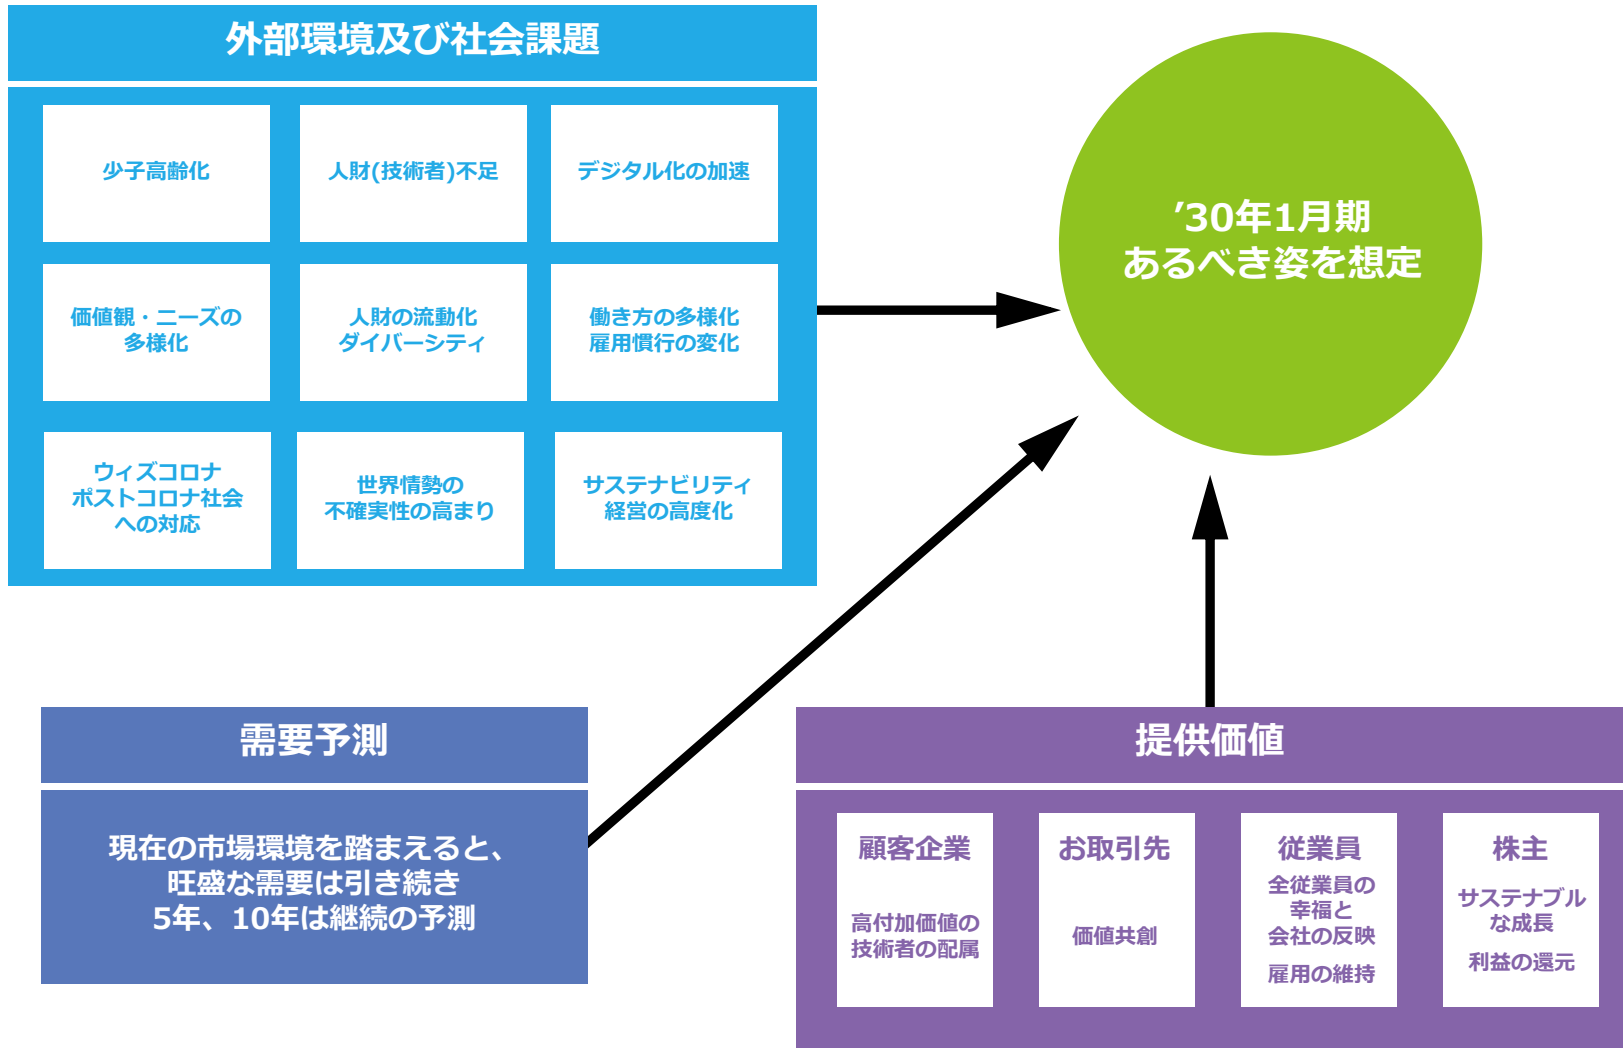 外部環境及び社会課題
少子高齢化
人財(技術者)不足
デジタル化の加速
価値観・ニーズの
多様化
人財の流動化
ダイバーシティ
働き方の多様化
雇用慣行の変化
ウィズコロナ
ポストコロナ社会
への対応
世界情勢の
不確実性の高まり
サステナビリティ
経営の高度化
’30年1月期
あるべき姿を想定
需要予測
現在の市場環境を踏まえると、
旺盛な需要は引き続き
5年、10年は継続の予測
提供価値
顧客企業
高付加価値の
技術者の配属
お取引先
価値共創
従業員
全従業員の
幸福と
会社の反映
雇用の維持
株主
サステナブル
な成長
利益の還元